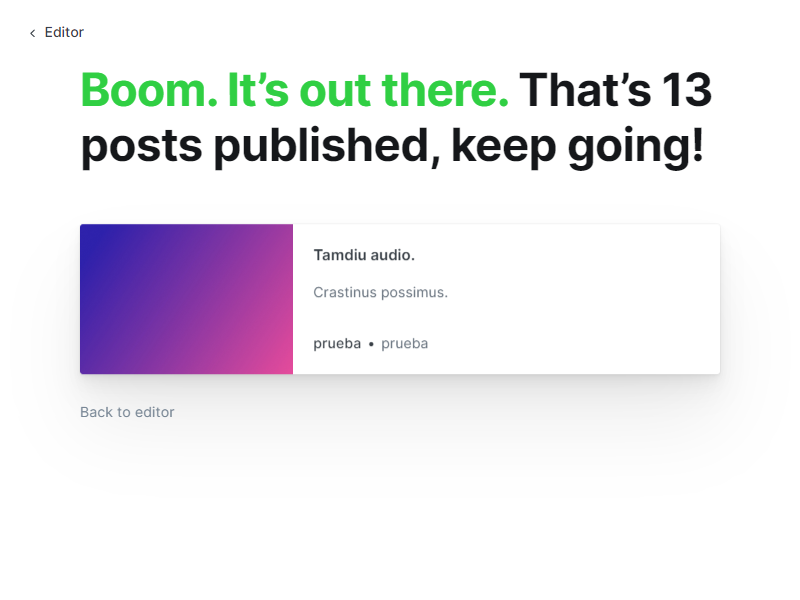 Editor
Boom. It’s out there. That’s 13
posts published, keep going!
Tamdiu audio.
Crastinus possimus.
prueba • prueba
Back to editor